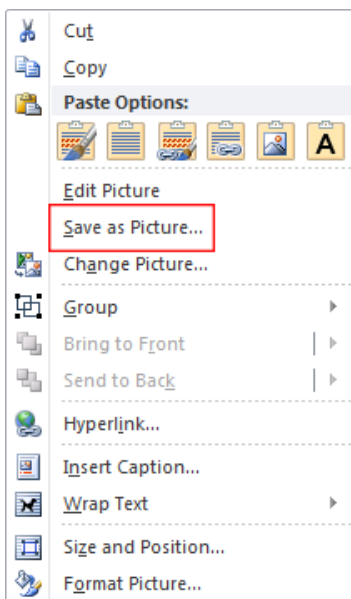 Cut
Copy
Paste Options:
A
Edit Picture
Save as Picture...
Change Picture...
Group
Bring to Front
Send to Back
Hyperlink...
Insert Caption...
Wrap Text
Size and Position...
Format Picture...